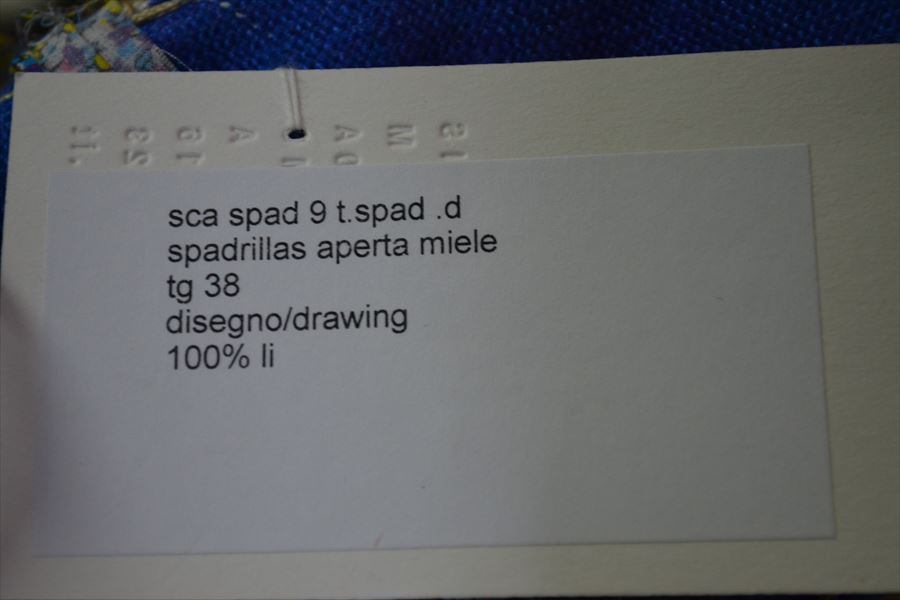 sca spad 9 t.spad .d
spadrillas aperta miele
tg 38
disegno/drawing
100% li